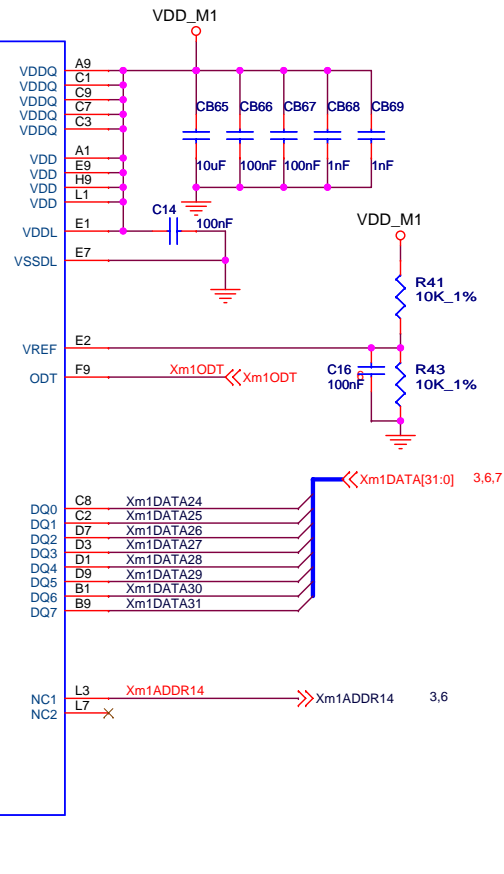 VDD_M1
VDDQ A9
VDDQ C1
VDDQ C9
VDDQ C7
VDDQ C3
CB65 CB66 CB67 CB68 CB69
10uF 100nF 100nF 1nF 1nF
VDD A1
VDD E9
VDD H9
VDD L1
VDDL E1
C14 100nF
VSSDL E7
VDD_M1
R41
10K_1%
VREF E2
C16
100nF
R43
10K_1%
ODT F9 Xm1ODT Xm1ODT
Xm1DATA[31:0] 3,6,7
DQ0 C8 Xm1DATA24
DQ1 C2 Xm1DATA25
DQ2 D7 Xm1DATA26
DQ3 D3 Xm1DATA27
DQ4 D1 Xm1DATA28
DQ5 D9 Xm1DATA29
DQ6 B1 Xm1DATA30
DQ7 B9 Xm1DATA31
NC1 L3 Xm1ADDR14 Xm1ADDR14 3,6
NC2 L7